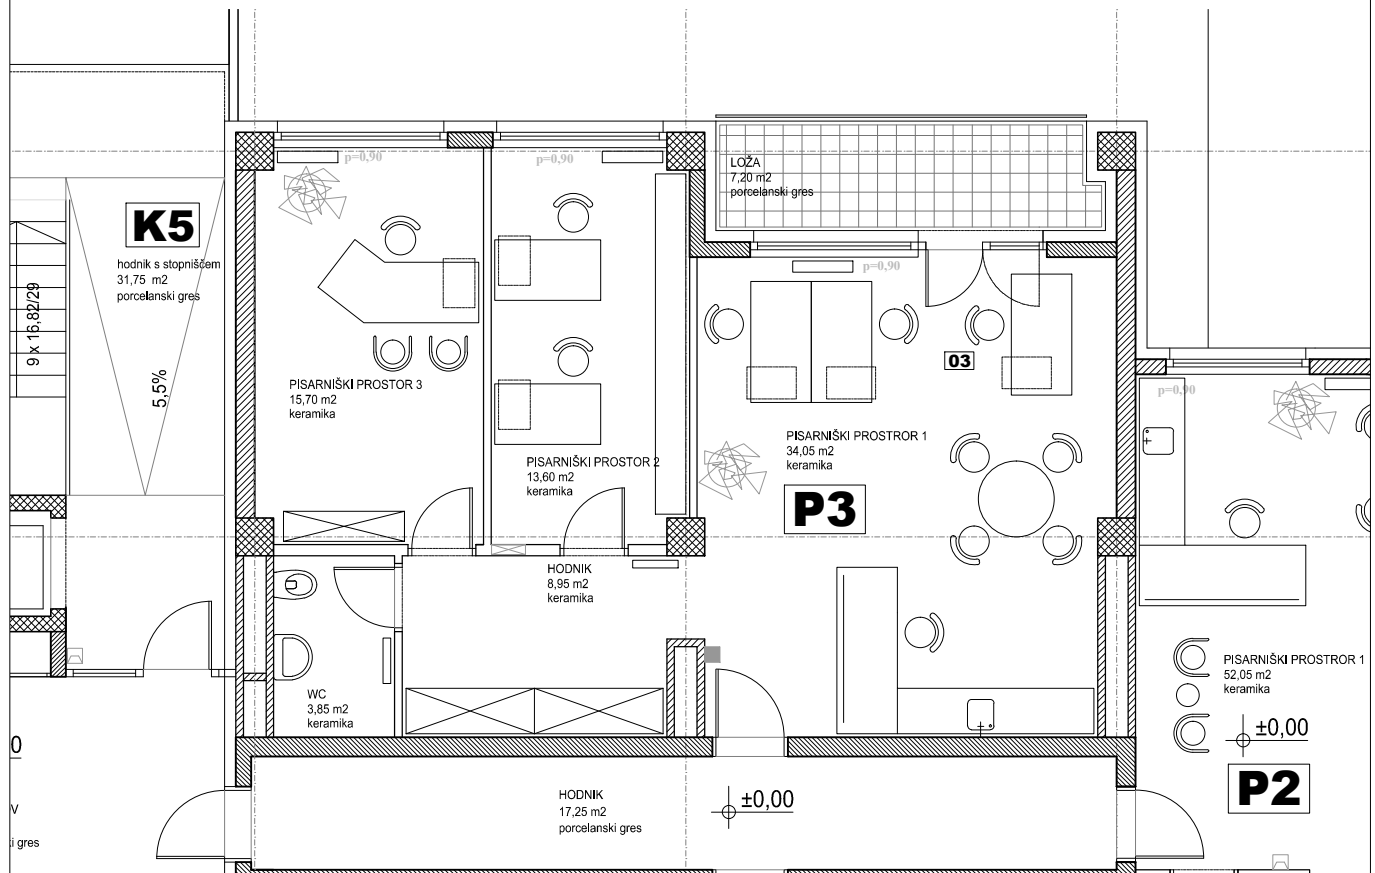 p=0,90
p=0,90
LOŽA
7,20 m2
porcelanski gres
K5
hodnik s stopniščem
31,75 m2
porcelanski gres
9 x 16,82/29
5,5%
p=0,90
03
PISARNIŠKI PROSTOR 3
15,70 m2
keramika
p=0,90
PISARNIŠKI PROSTROR 1
34,05 m2
keramika
PISARNIŠKI PROSTOR 2
13,60 m2
keramika
P3
HODNIK
8,95 m2
keramika
PISARNIŠKI PROSTOR 1
52,05 m2
keramika
WC
3,85 m2
keramika
±0,00
P2
0
HODNIK
17,25 m2
porcelanski gres
±0,00
V
gres